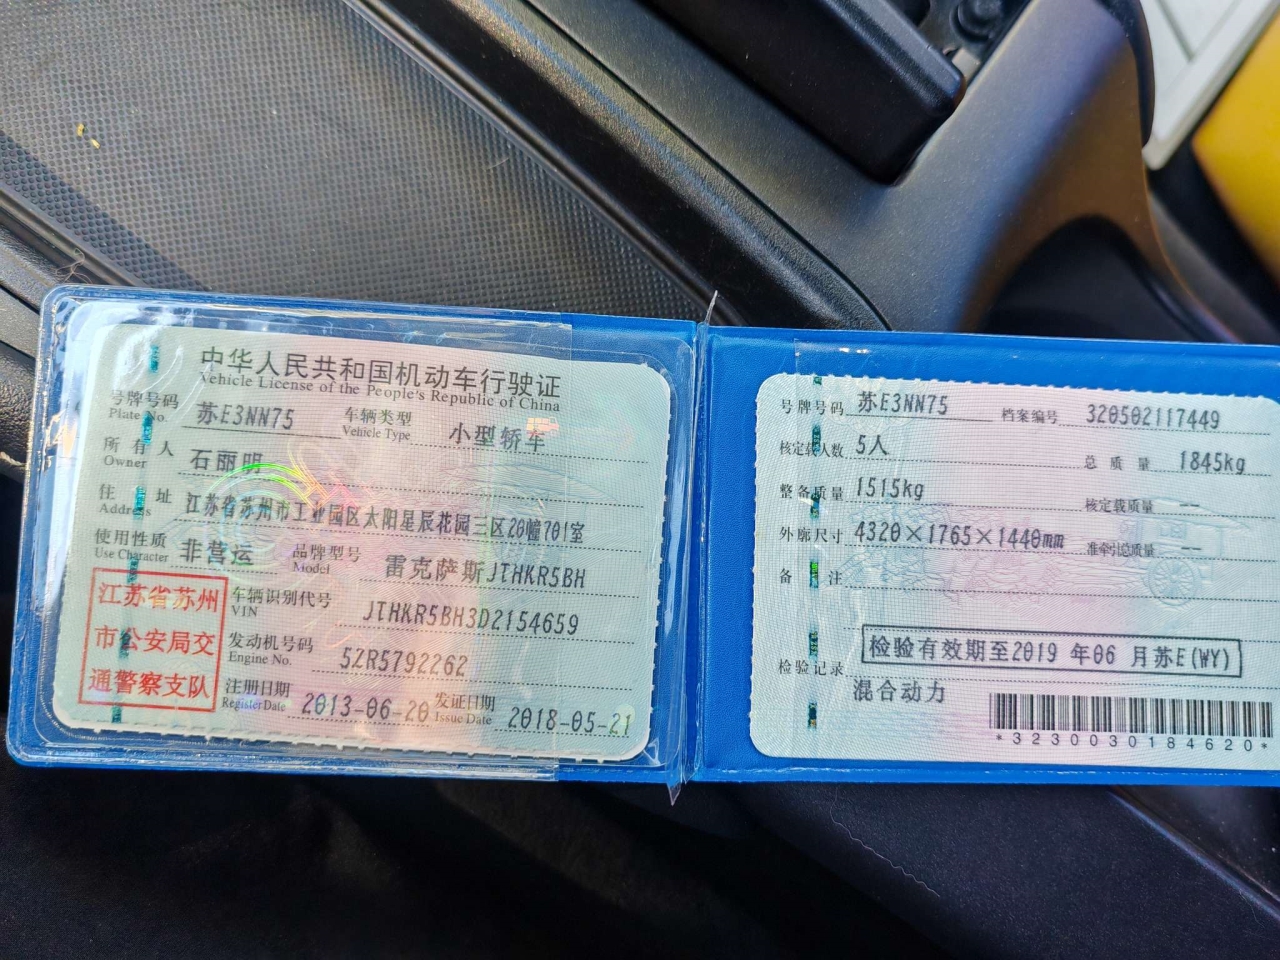 中华人民共和国机动车行驶证
Vehicle License of the People's Republic of China
号牌号码 苏E3NN75 车辆类型 小型轿车
Plate No. Vehicle Type
所有人 石丽明
Owner
住址 江苏省苏州市工业园区太阳星辰花园三区20幢701室
Address
使用性质 非营运 品牌型号 雷克萨斯JTHKR5BH
Use Character Model
江苏省苏州
市公安局交
通警察支队
车辆识别代号 JTHKR5BH3D2154659
VIN
发动机号码 5ZR5792262
Engine No.
注册日期 2013-06-20 发证日期 2018-05-21
Register Date Issue Date
号牌号码 苏E3NN75 档案编号 320502117449
核定载人数 5人 总质量 1845kg
整备质量 1515kg 核定载质量 --
外廓尺寸 4320×1765×1440mm 准牵引总质量 --
备注
检验记录 检验有效期至2019 年06 月苏E(WY)
混合动力
*3230030184620*